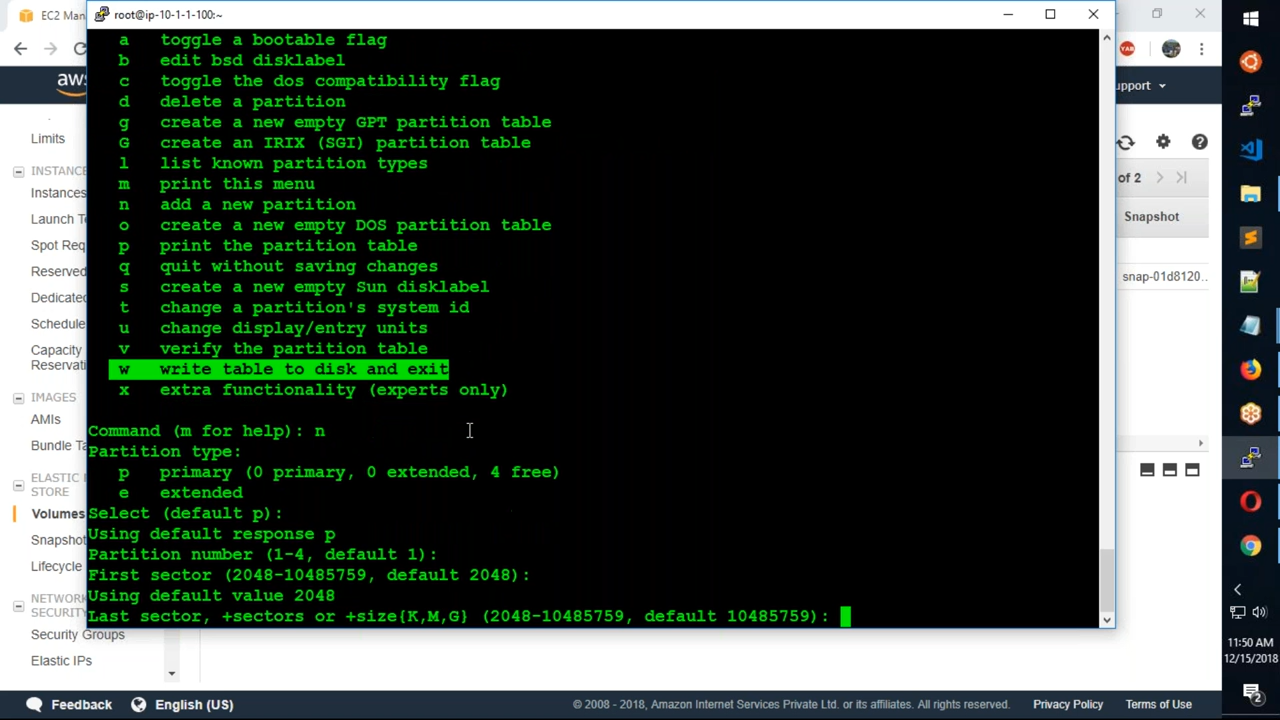 EC2 Man
root@ip-10-1-1-100:~
YAB
aws
upport
a toggle a bootable flag
b edit bsd disklabel
c toggle the dos compatibility flag
d delete a partition
g create a new empty GPT partition table
G create an IRIX (SGI) partition table
l list known partition types
m print this menu
n add a new partition
o create a new empty DOS partition table
p print the partition table
q quit without saving changes
s create a new empty Sun disklabel
t change a partition's system id
u change display/entry units
v verify the partition table
w write table to disk and exit
x extra functionality (experts only)
Command (m for help): n
Partition type:
p primary (0 primary, 0 extended, 4 free)
e extended
Select (default p):
Using default response p
Partition number (1-4, default 1):
First sector (2048-10485759, default 2048):
Using default value 2048
Last sector, +sectors or +size{K,M,G} (2048-10485759, default 10485759):
Limits
INSTANCE
Instances
Launch Te
Spot Req
Reserved
Dedicated
Schedule
Capacity
Reservati
IMAGES
AMIs
Bundle Ta
ELASTIC
STORE
Volumes
Snapshot
Lifecycle
NETWOR
SECURITY
Security Groups
Elastic IPs
of 2
Snapshot
snap-01d8120..
11:50 AM
12/15/2018
2
Feedback
English (US)
© 2008 - 2018, Amazon Internet Services Private Ltd. or its affiliates. All rights reserved.
Privacy Policy
Terms of Use